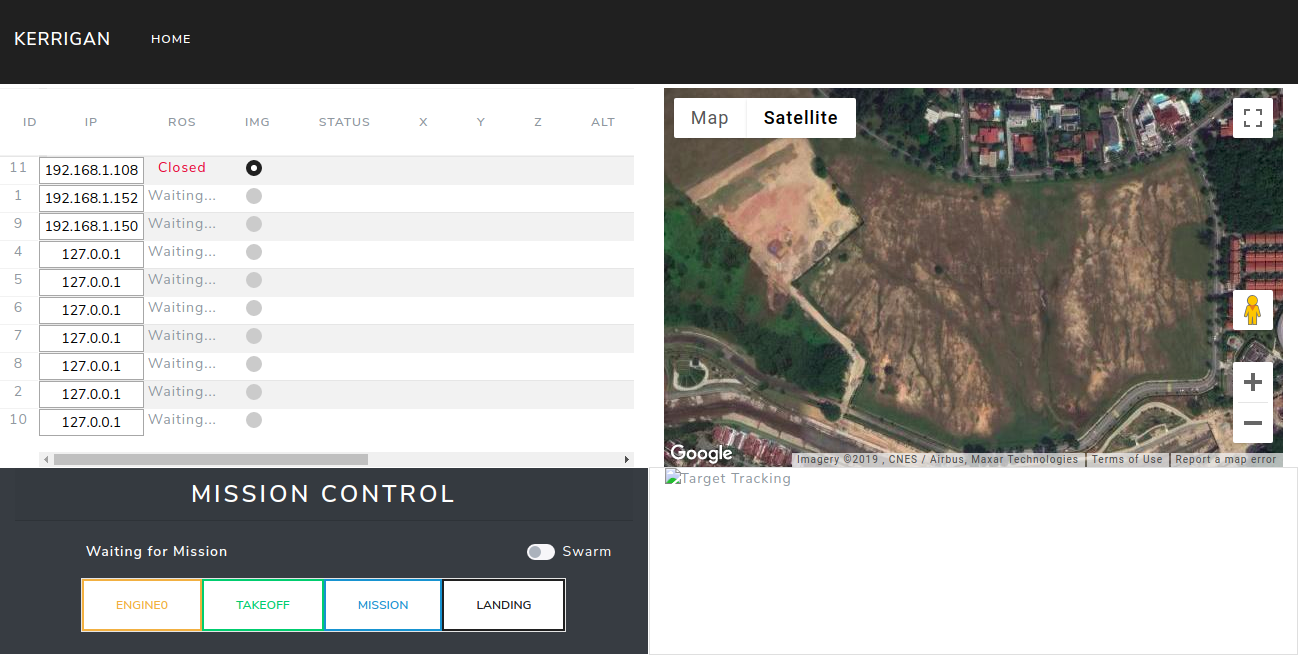 KERRIGAN HOME
ID IP ROS IMG STATUS X Y Z ALT
11 192.168.1.108 Closed
1 192.168.1.152 Waiting...
9 192.168.1.150 Waiting...
4 127.0.0.1 Waiting...
5 127.0.0.1 Waiting...
6 127.0.0.1 Waiting...
7 127.0.0.1 Waiting...
8 127.0.0.1 Waiting...
2 127.0.0.1 Waiting...
10 127.0.0.1 Waiting...
Map Satellite
Google
Imagery ©2019 , CNES / Airbus, Maxar Technologies Terms of Use Report a map error
MISSION CONTROL
Waiting for Mission Swarm
ENGINE0 TAKEOFF MISSION LANDING
Target Tracking